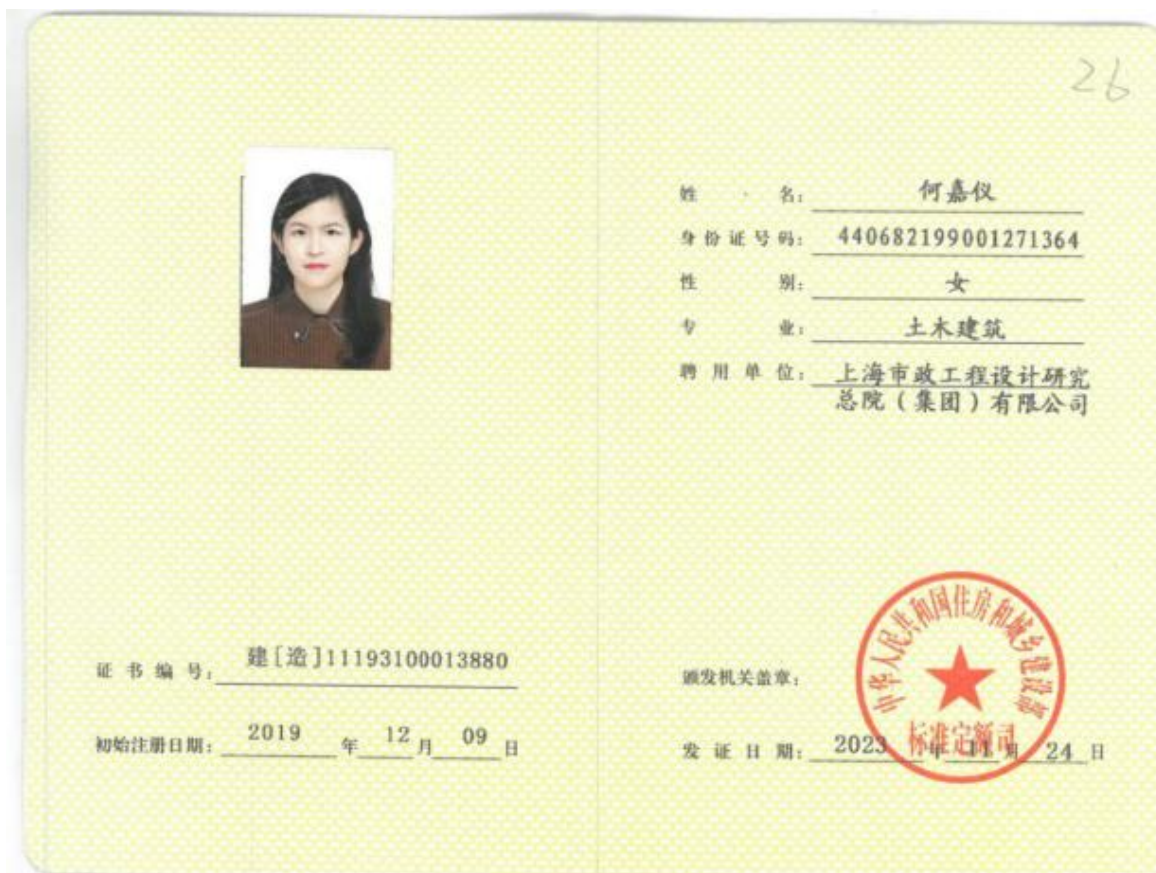 26
姓 名： 何嘉仪
身份证号码： 440682199001271364
性 别： 女
专 业： 土木建筑
聘用单位： 上海市政工程设计研究
总院（集团）有限公司
证书编号： 建[造]11193100013880
初始注册日期： 2019 年 12 月 09 日
颁发机关盖章：
中华人民共和国住房和城乡建设部
标准定额司
发证日期： 2023 年 11 月 24 日